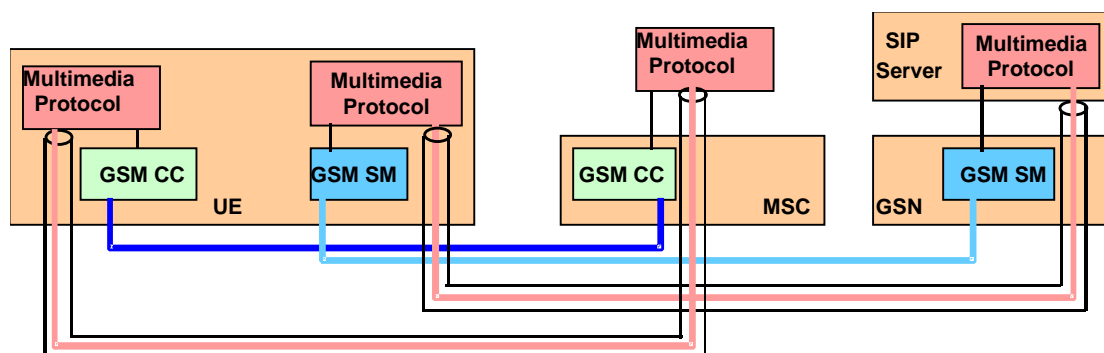 Multimedia
Protocol
Multimedia
Protocol
GSM CC
GSM SM
UE
Multimedia
Protocol
GSM CC
MSC
SIP
Server
Multimedia
Protocol
GSM SM
GSN